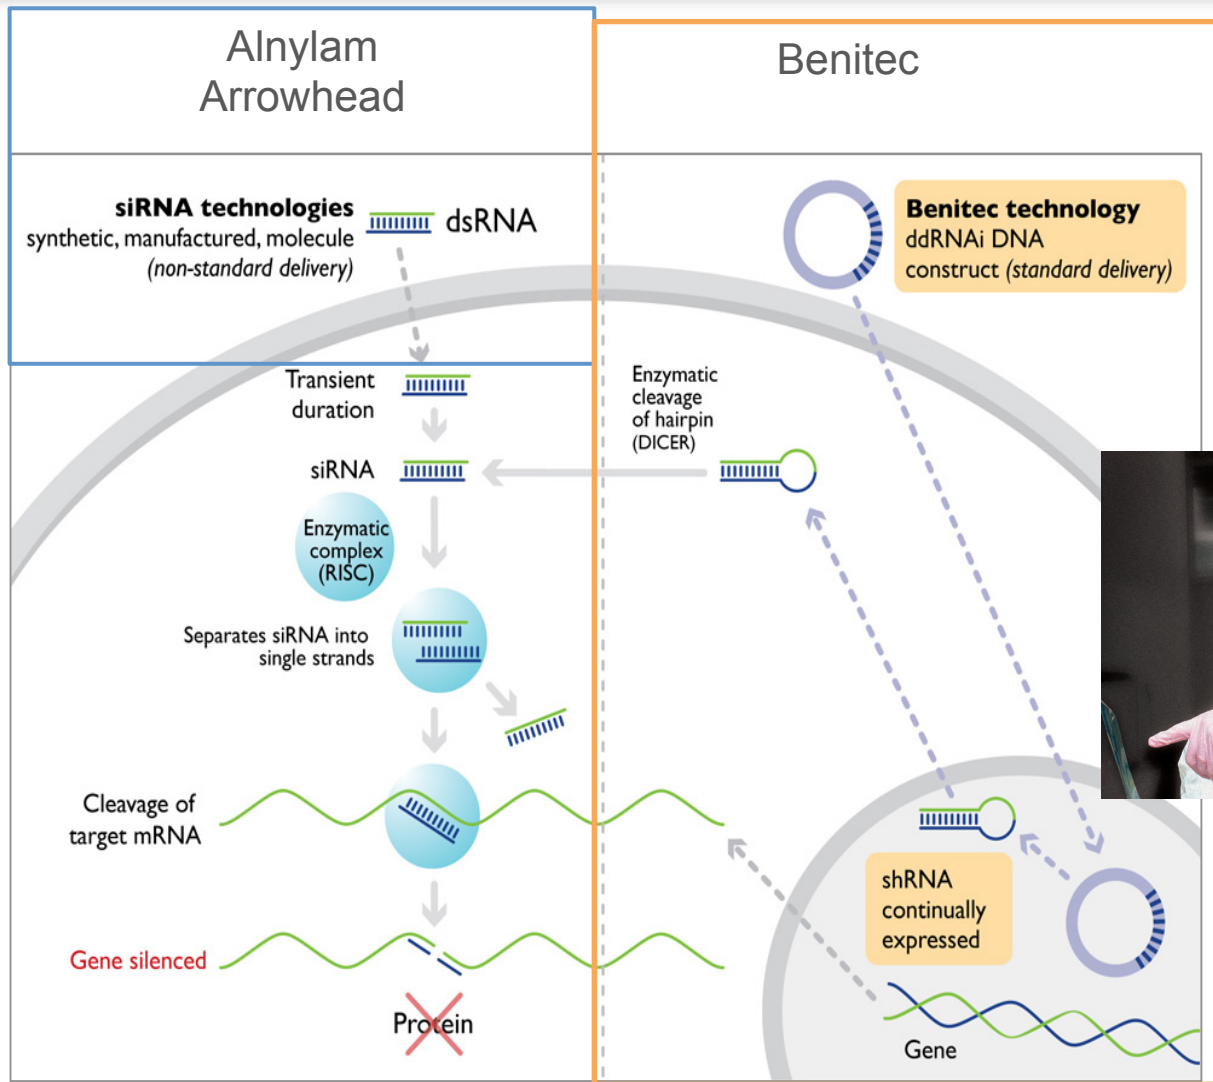 Alnylam
Arrowhead
Benitec
siRNA technologies
synthetic, manufactured, molecule
(non-standard delivery)
dsRNA
Benitec technology
ddRNAi DNA
construct (standard delivery)
Transient
duration
Enzymatic
cleavage
of hairpin
(DICER)
siRNA
Enzymatic
complex
(RISC)
Separates siRNA into
single strands
Cleavage of
target mRNA
shRNA
continually
expressed
Gene silenced
Protein
Gene